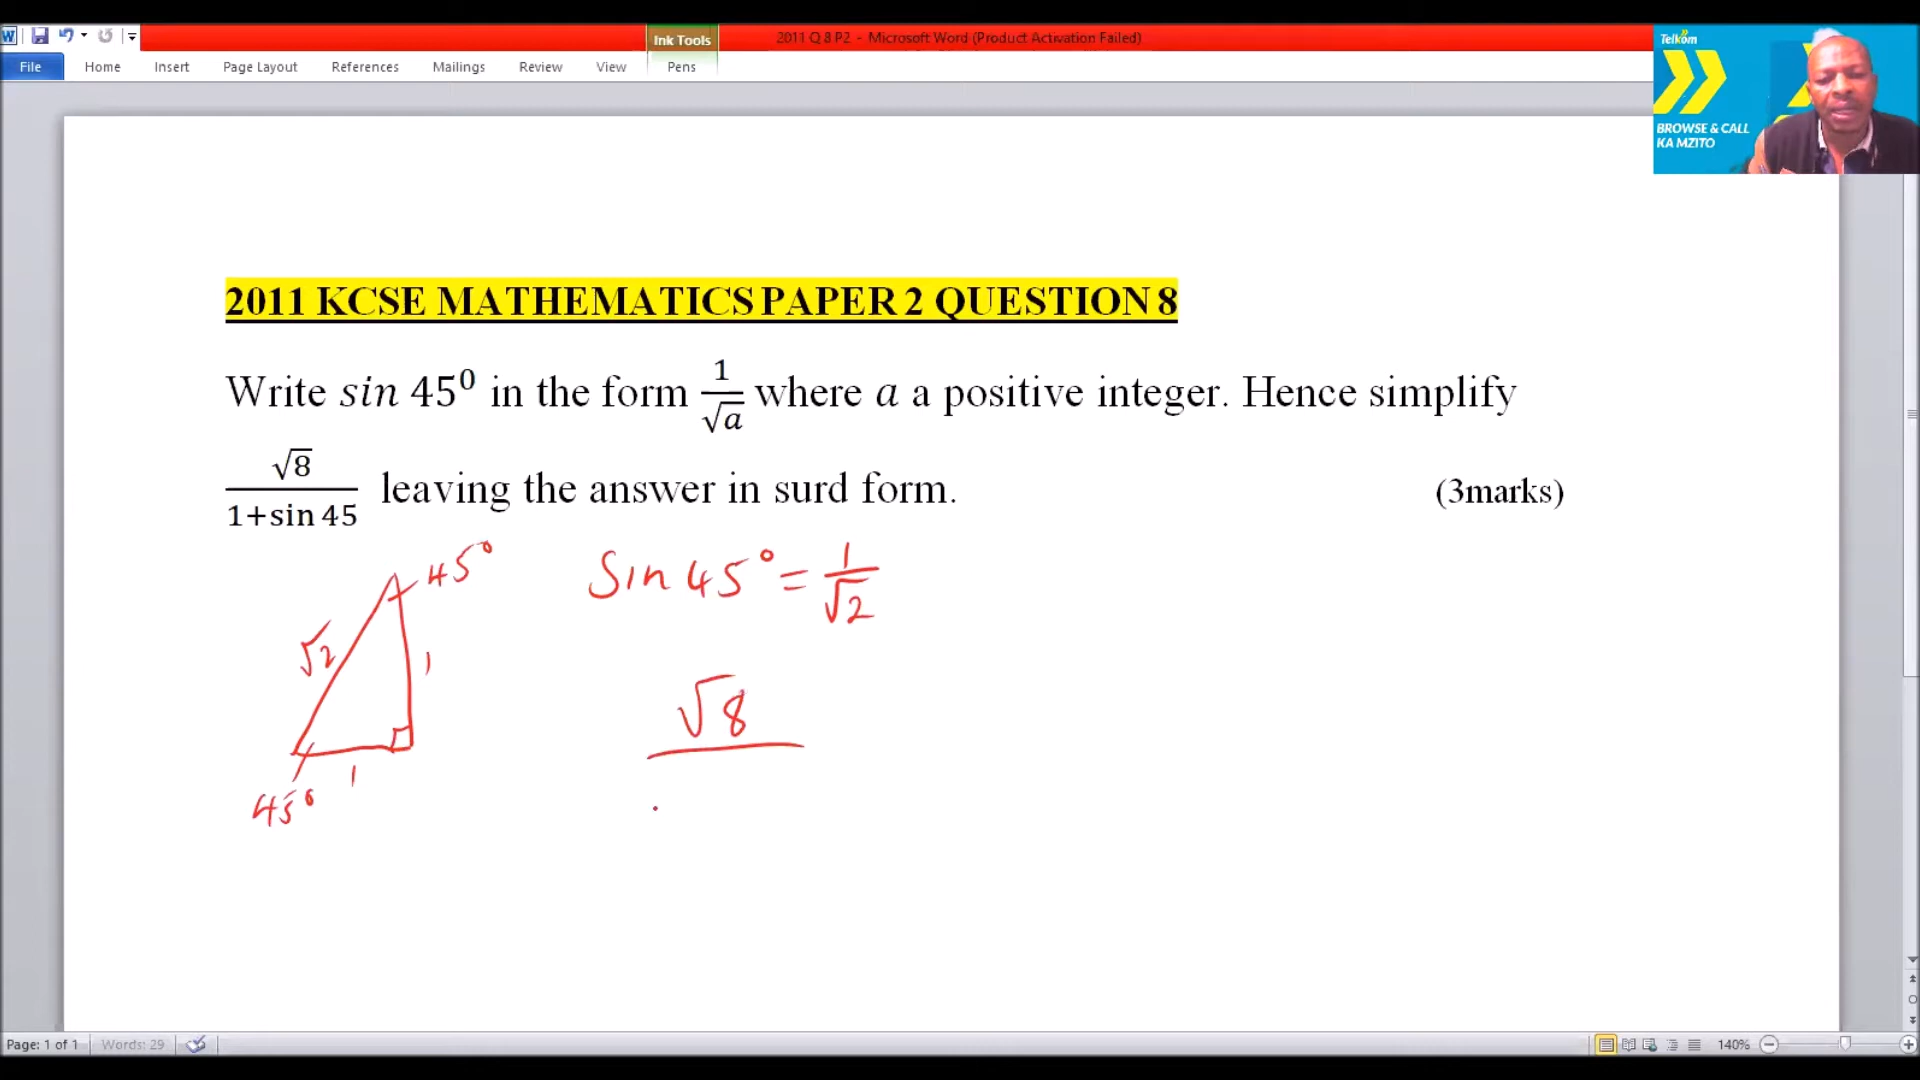 2011 Q 8 P2 - Microsoft Word (Product Activation Failed)
Ink Tools
File Home Insert Page Layout References Mailings Review View Pens
Telkom
BROWSE & CALL
KA MZITO
2011 KCSE MATHEMATICS PAPER 2 QUESTION 8
Write sin 45⁰ in the form 1/√a where a a positive integer. Hence simplify
√8/(1+sin 45) leaving the answer in surd form. (3marks)
45° Sin 45° = 1/√2
√2 1
√8
1
45°
Page: 1 of 1 Words: 29 140%